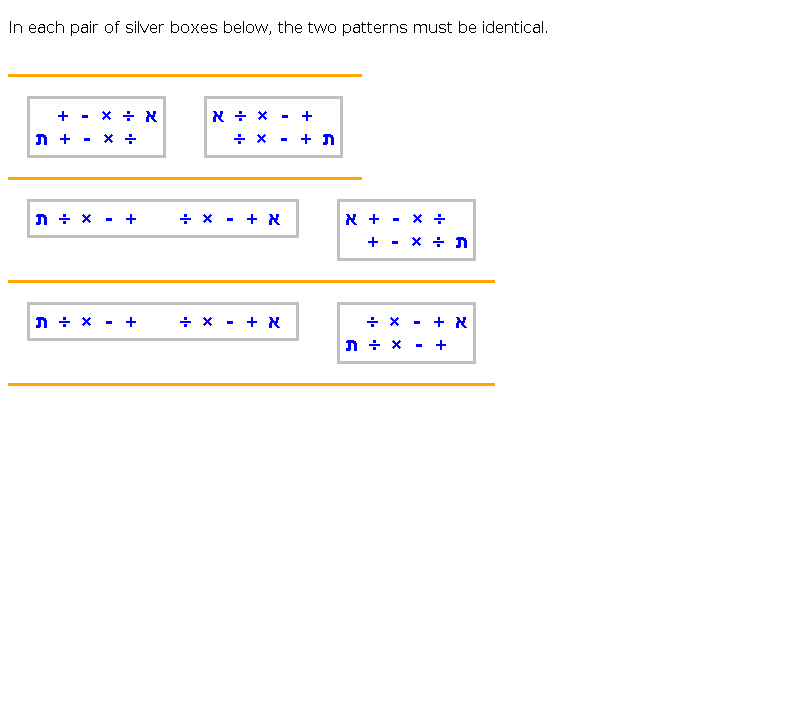 In each pair of silver boxes below, the two patterns must be identical.
+ - × ÷ א
ת + - × ÷
א ÷ × - +
÷ × - + ת
ת ÷ × - + ÷ × - + א
א + - × ÷
+ - × ÷ ת
ת ÷ × - + ÷ × - + א
÷ × - + א
ת ÷ × - +